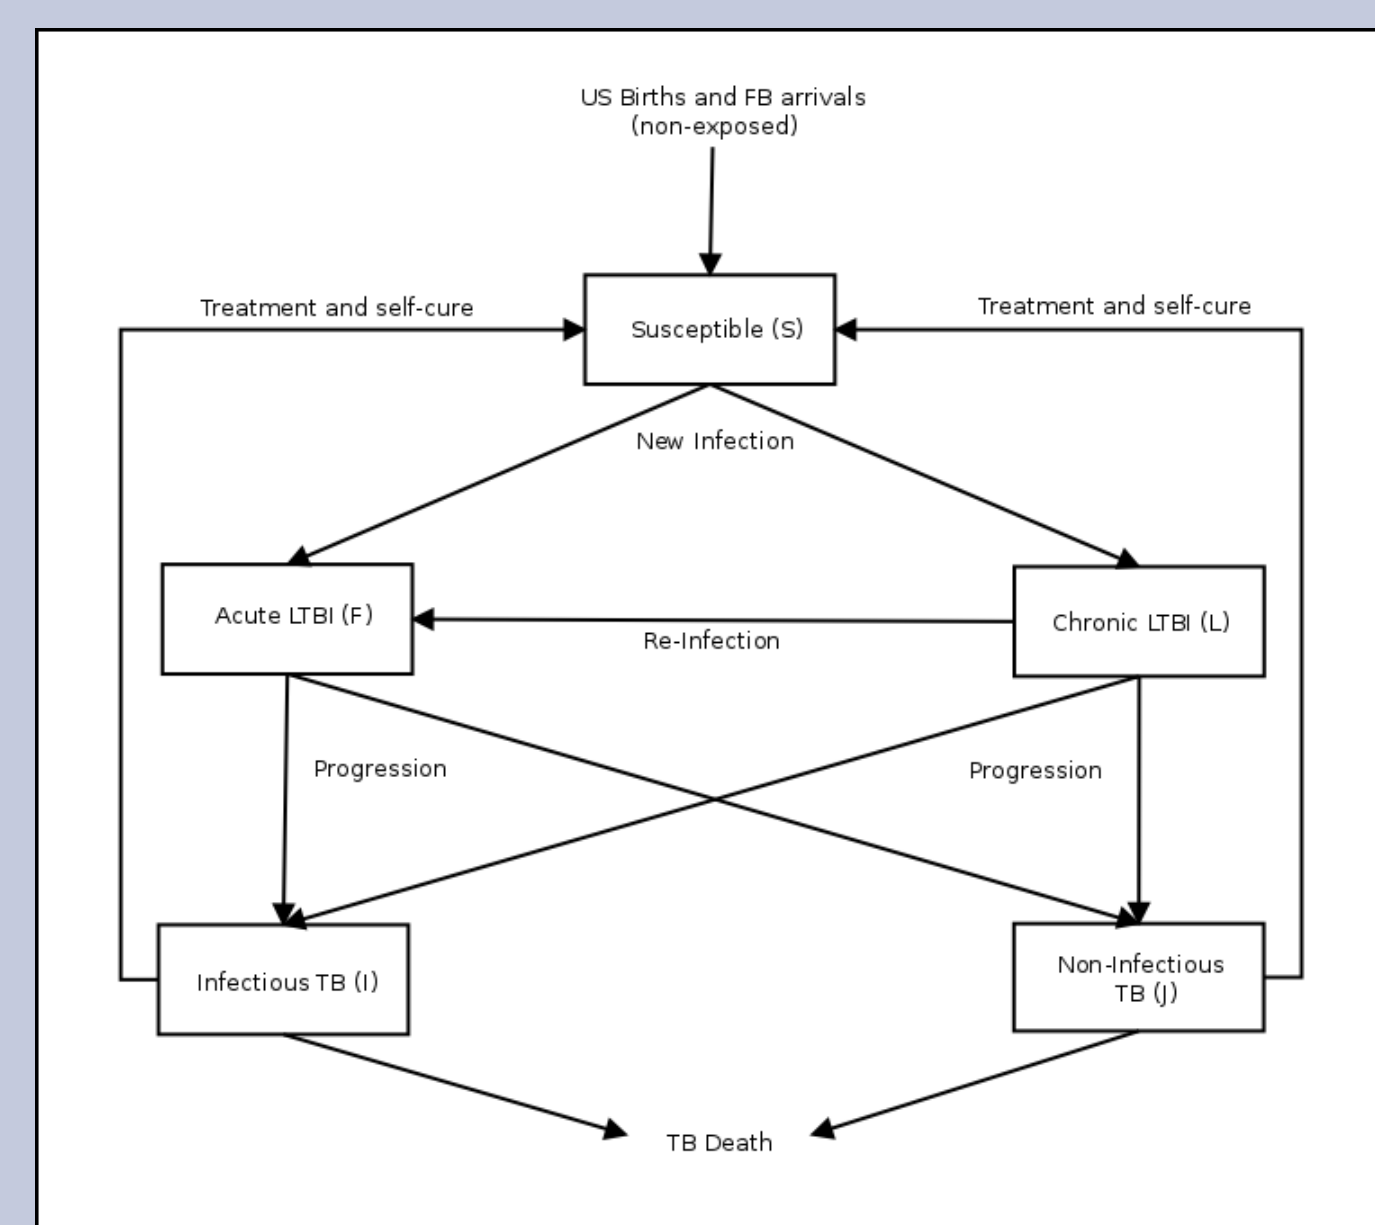 US Births and FB arrivals
(non-exposed)
Treatment and self-cure
Treatment and self-cure
Susceptible (S)
New Infection
Acute LTBI (F)
Chronic LTBI (L)
Re-Infection
Progression
Progression
Infectious TB (I)
Non-Infectious
TB (J)
TB Death